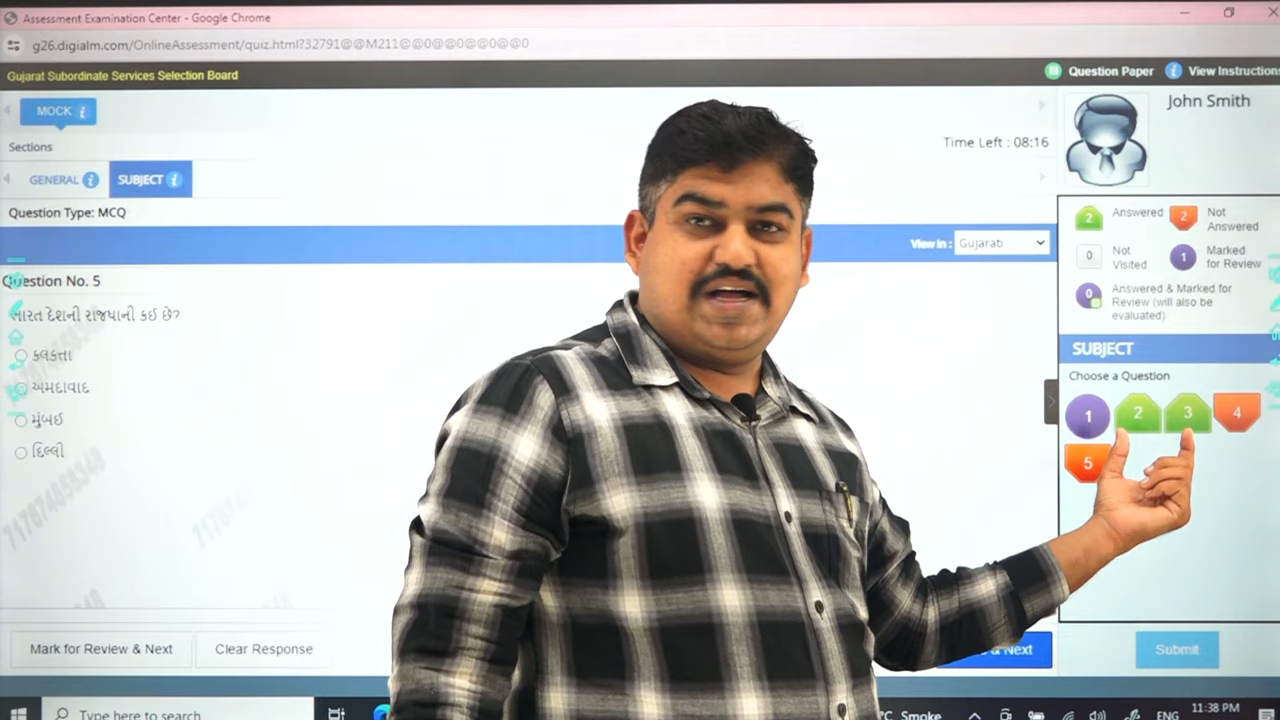 Assessment Examination Center - Google Chrome
g26.digialm.com/OnlineAssessment/quiz.html?32791@@M211@@0@@0@@0@@0
Gujarat Subordinate Services Selection Board
Question Paper
View Instructions
MOCK i
John Smith
Sections
Time Left : 08:16
GENERAL i
SUBJECT i
Question Type: MCQ
View in : Gujarati
2 Answered
2 Not Answered
0 Not Visited
1 Marked for Review
0 Answered & Marked for Review (will also be evaluated)
Question No. 5
ભારત દેશની રાજધાની કઈ છે?
કલકત્તા
અમદાવાદ
મુંબઈ
દિલ્લી
SUBJECT
Choose a Question
1 2 3 4
5
717674858348
Mark for Review & Next
Clear Response
& Next
Submit
Type here to search
°C Smoke
ENG
11:38 PM